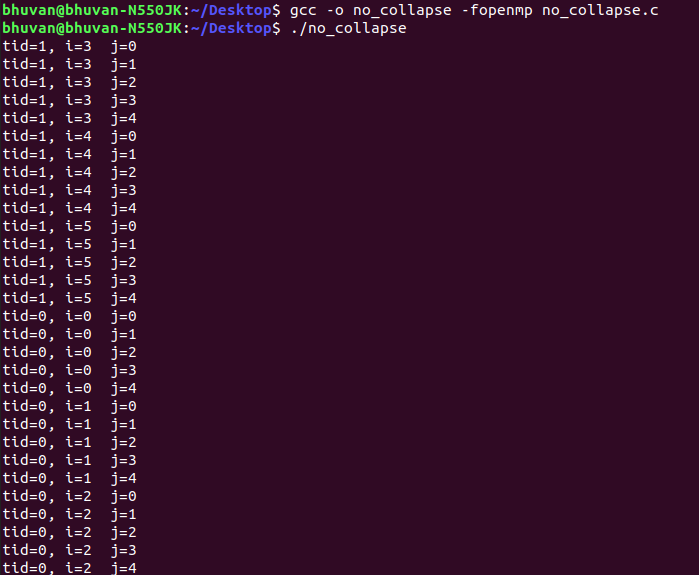 bhuvan@bhuvan-N550JK:~/Desktop$ gcc -o no_collapse -fopenmp no_collapse.c
bhuvan@bhuvan-N550JK:~/Desktop$ ./no_collapse
tid=1, i=3  j=0
tid=1, i=3  j=1
tid=1, i=3  j=2
tid=1, i=3  j=3
tid=1, i=3  j=4
tid=1, i=4  j=0
tid=1, i=4  j=1
tid=1, i=4  j=2
tid=1, i=4  j=3
tid=1, i=4  j=4
tid=1, i=5  j=0
tid=1, i=5  j=1
tid=1, i=5  j=2
tid=1, i=5  j=3
tid=1, i=5  j=4
tid=0, i=0  j=0
tid=0, i=0  j=1
tid=0, i=0  j=2
tid=0, i=0  j=3
tid=0, i=0  j=4
tid=0, i=1  j=0
tid=0, i=1  j=1
tid=0, i=1  j=2
tid=0, i=1  j=3
tid=0, i=1  j=4
tid=0, i=2  j=0
tid=0, i=2  j=1
tid=0, i=2  j=2
tid=0, i=2  j=3
tid=0, i=2  j=4